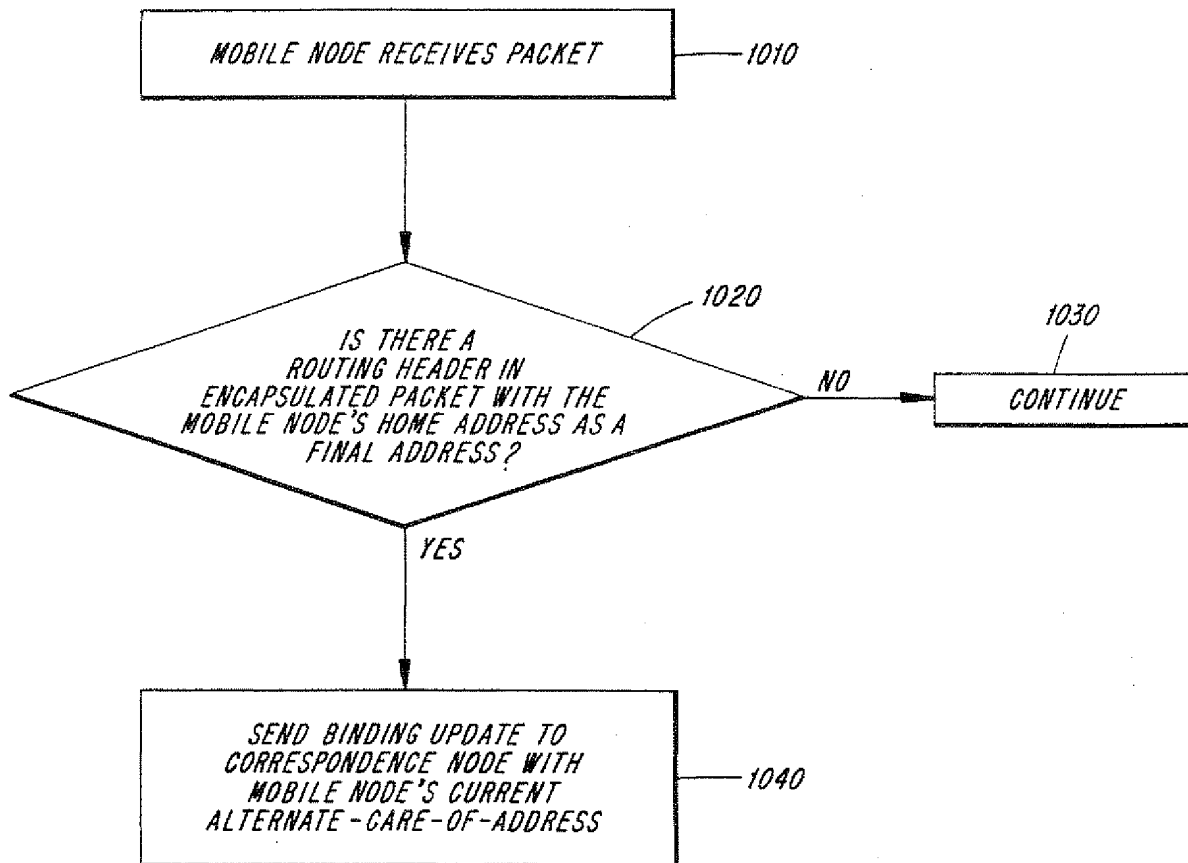 MOBILE NODE RECEIVES PACKET
1010
1020
IS THERE A
ROUTING HEADER IN
ENCAPSULATED PACKET WITH THE
MOBILE NODE'S HOME ADDRESS AS A
FINAL ADDRESS?
NO
1030
CONTINUE
YES
SEND BINDING UPDATE TO
CORRESPONDENCE NODE WITH
MOBILE NODE'S CURRENT
ALTERNATE-CARE-OF-ADDRESS
1040